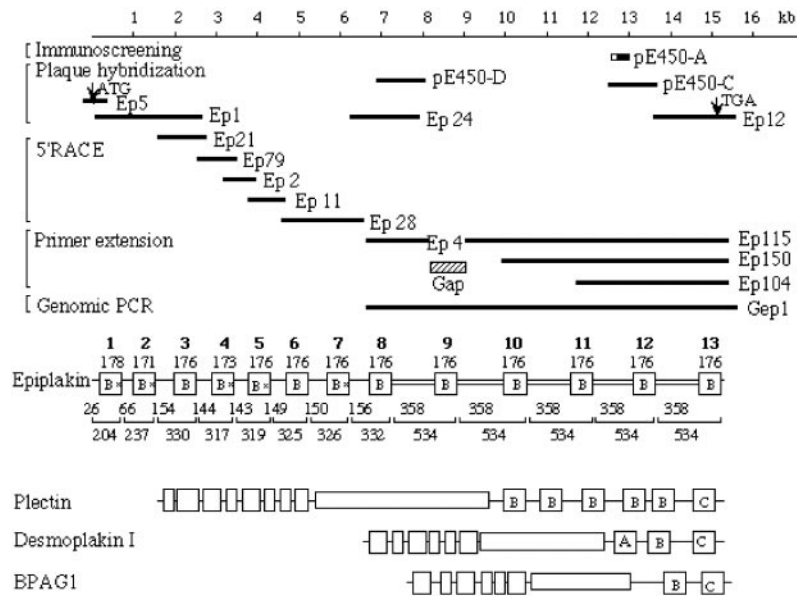 1 2 3 4 5 6 7 8 9 10 11 12 13 14 15 16 kb
Immunoscreening
pE450-A
Plaque hybridization
pE450-D
pE450-C
ATG
Ep5
TGA
Ep1
Ep 24
Ep12
5'RACE
Ep21
Ep79
Ep 2
Ep 11
Ep 28
Primer extension
Ep 4
Ep115
Ep150
Gap
Ep104
Genomic PCR
Gep1
1 2 3 4 5 6 7 8 9 10 11 12 13
178 171 176 173 176 176 176 176 176 176 176 176 176
Epiplakin B* B* B B* B* B B* B B B B B B
26 66 154 144 143 149 150 156 358 358 358 358 358
204 237 330 317 319 325 326 332 534 534 534 534 534
Plectin B B B B B C
Desmoplakin I A B C
BPAG1 B C